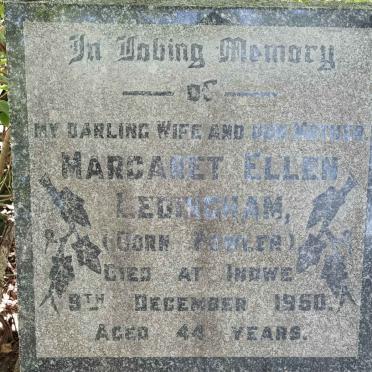 In Loving Memory
— OF —
MY DARLING WIFE AND OUR MOTHER
MARGARET ELLEN
LEDINGHAM,
(BORN FOWLER)
DIED AT INDWE
9TH DECEMBER 1960.
AGED 44 YEARS.